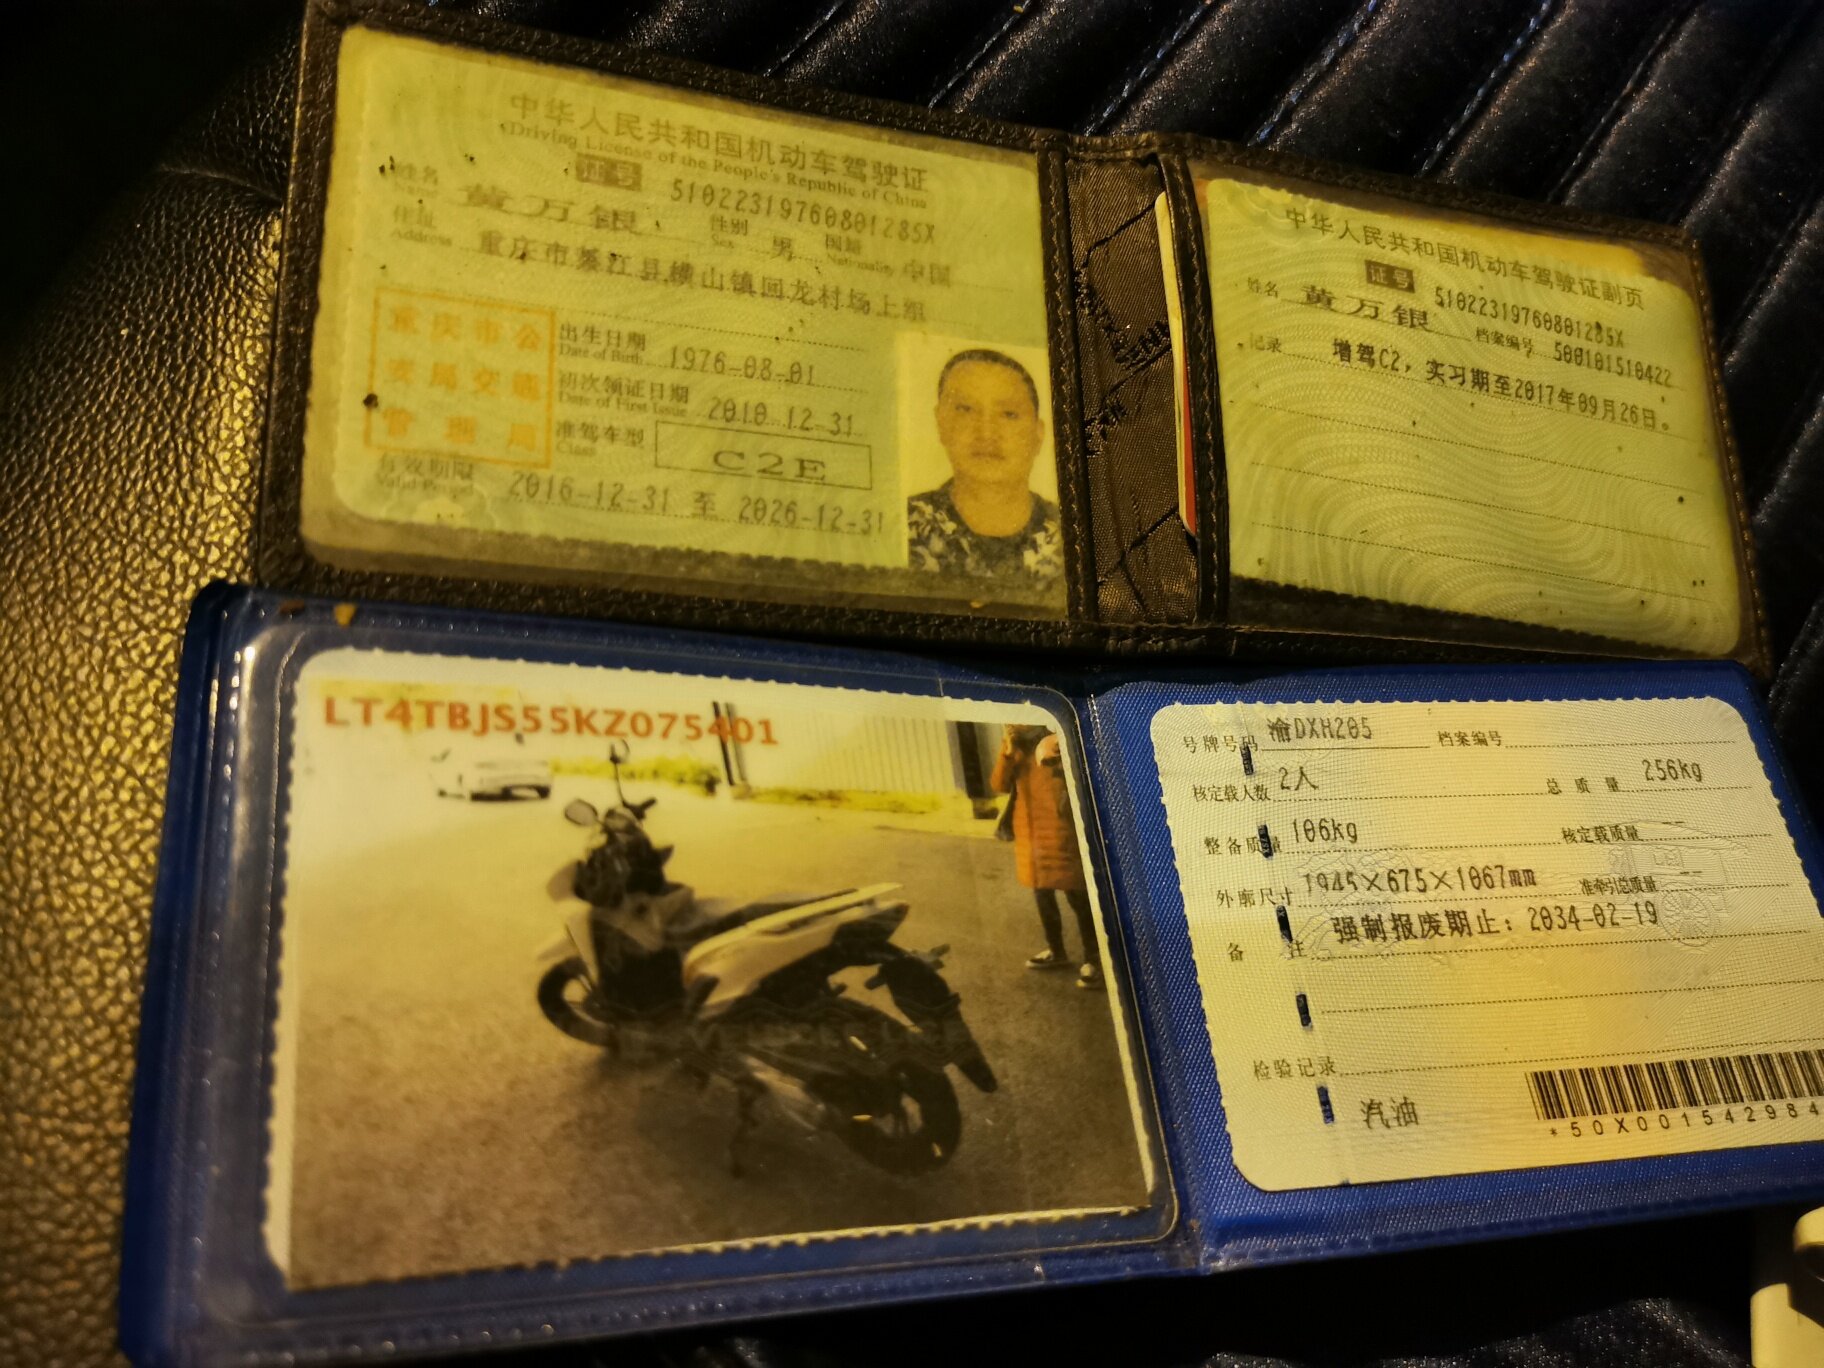 中华人民共和国机动车驾驶证
Driving License of the People's Republic of China
证号 51022319760801285X
姓名 黄万银 性别 男 国籍 中国
Name Sex Nationality
住址 重庆市綦江县横山镇回龙村场上组
Address
重庆市公
安局交通
管理局
出生日期 1976-08-01
Date of Birth
初次领证日期 2010-12-31
Date of First Issue
准驾车型 C2E
Class
有效期限 2016-12-31 至 2026-12-31
Valid Period
中华人民共和国机动车驾驶证副页
证号 51022319760801285X
姓名 黄万银 档案编号 500101510422
记录 增驾C2，实习期至2017年09月26日。
LT4TBJS55KZ075401
号牌号码 渝DXH205 档案编号
核定载人数 2人 总质量 256kg
整备质量 106kg 核定载质量 --
外廓尺寸 1945×675×1067mm 准牵引总质量 --
备注 强制报废期止：2034-02-19
检验记录
汽油
*50X001542984